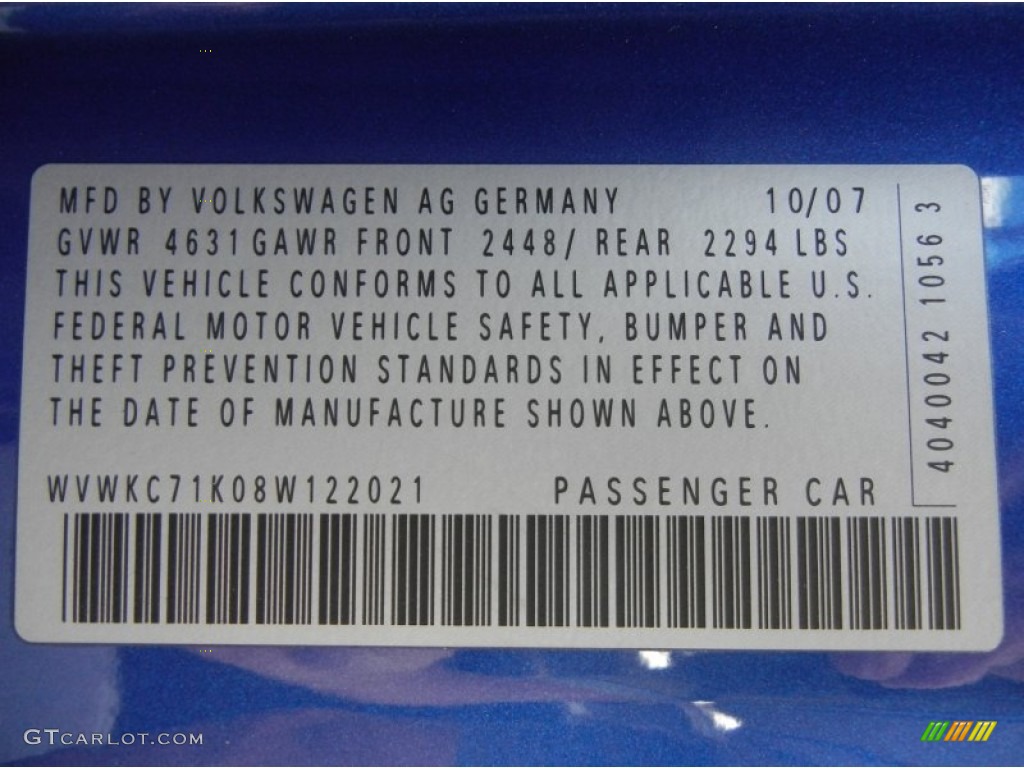 MFD BY VOLKSWAGEN AG GERMANY 10/07
GVWR 4631 GAWR FRONT 2448/ REAR 2294 LBS
THIS VEHICLE CONFORMS TO ALL APPLICABLE U.S.
FEDERAL MOTOR VEHICLE SAFETY, BUMPER AND
THEFT PREVENTION STANDARDS IN EFFECT ON
THE DATE OF MANUFACTURE SHOWN ABOVE.
WVWKC71K08W122021 PASSENGER CAR
40400042 1056 3
GTCARLOT.COM